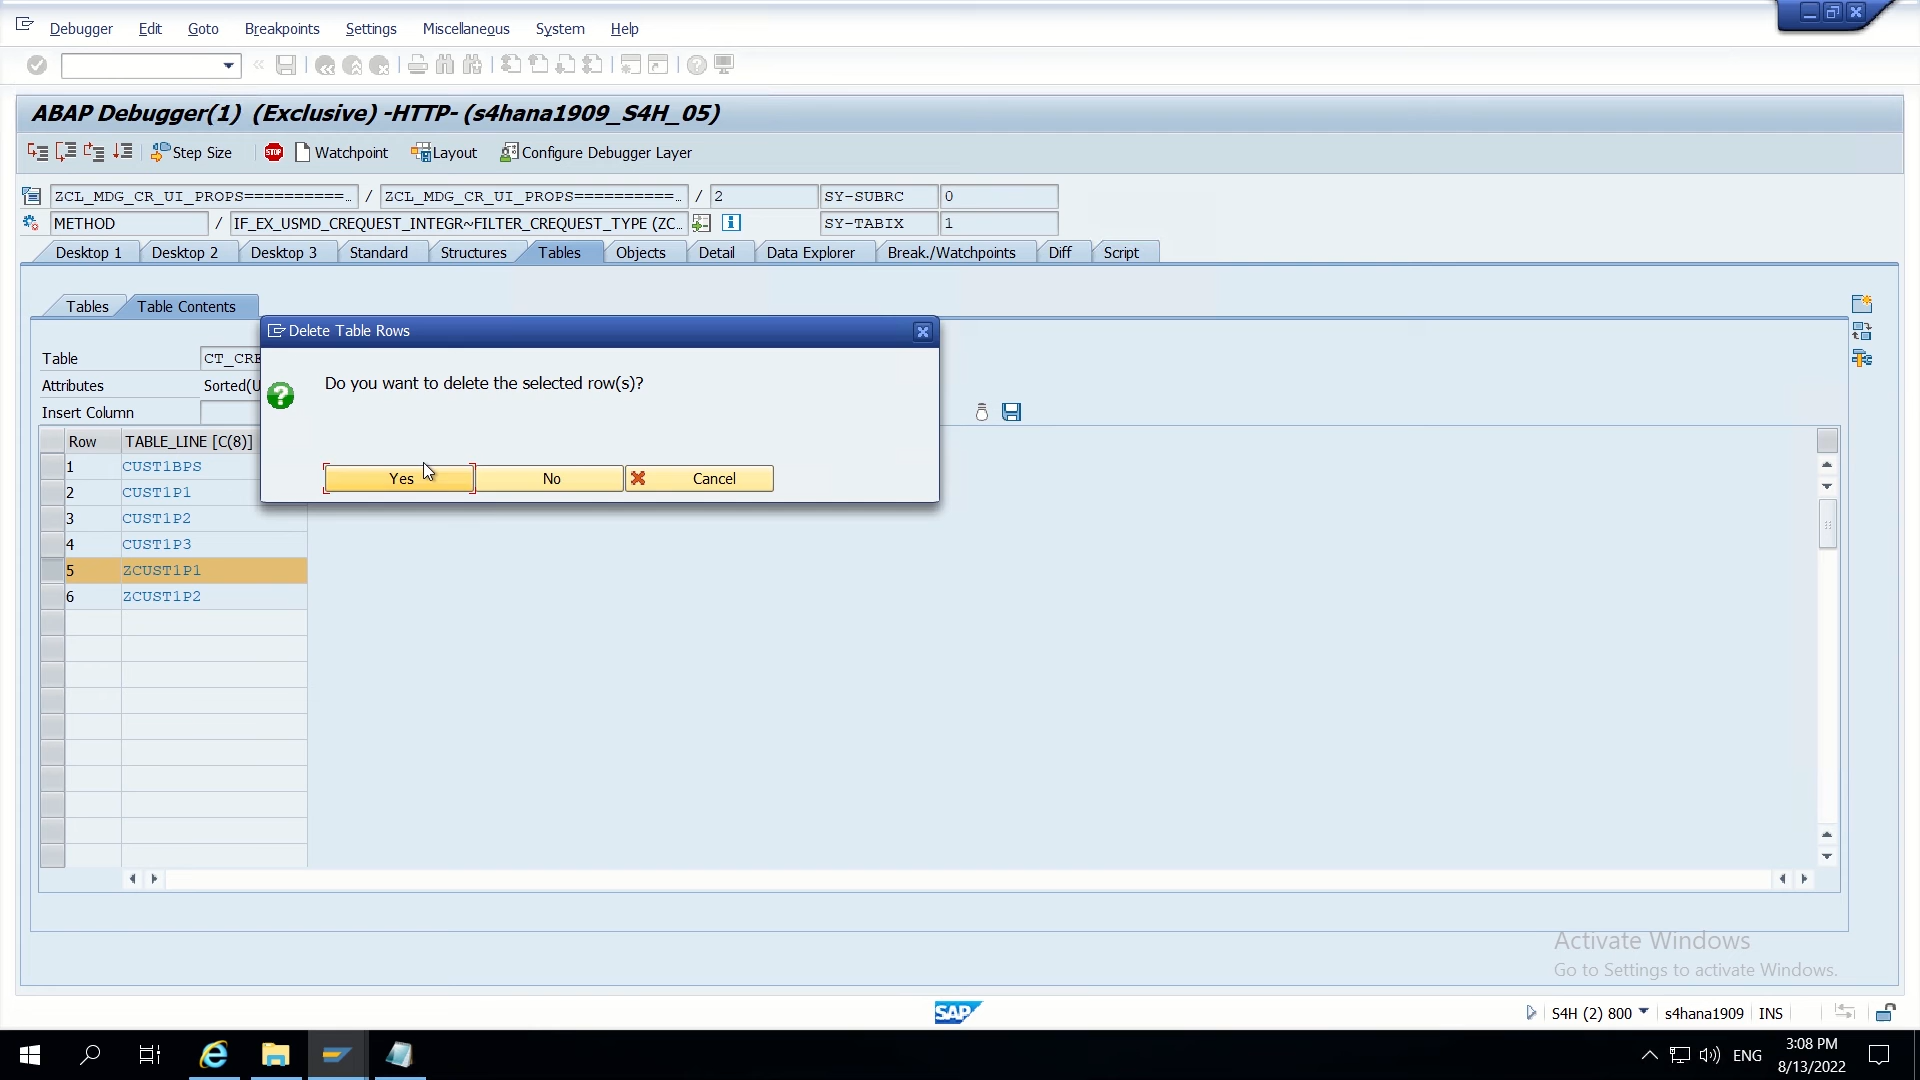 Debugger Edit Goto Breakpoints Settings Miscellaneous System Help
ABAP Debugger(1) (Exclusive) -HTTP- (s4hana1909_S4H_05)
Step Size STOP Watchpoint Layout Configure Debugger Layer
ZCL_MDG_CR_UI_PROPS==========… / ZCL_MDG_CR_UI_PROPS==========… / 2 SY-SUBRC 0
METHOD / IF_EX_USMD_CREQUEST_INTEGR~FILTER_CREQUEST_TYPE (ZC… SY-TABIX 1
Desktop 1 Desktop 2 Desktop 3 Standard Structures Tables Objects Detail Data Explorer Break./Watchpoints Diff Script
Tables Table Contents
Delete Table Rows
Table CT_CRE
Do you want to delete the selected row(s)?
Attributes Sorted(U
Insert Column
Row TABLE_LINE [C(8)]
1 CUST1BPS
Yes No Cancel
2 CUST1P1
3 CUST1P2
4 CUST1P3
5 ZCUST1P1
6 ZCUST1P2
Activate Windows
Go to Settings to activate Windows.
SAP S4H (2) 800 s4hana1909 INS
ENG 3:08 PM
8/13/2022